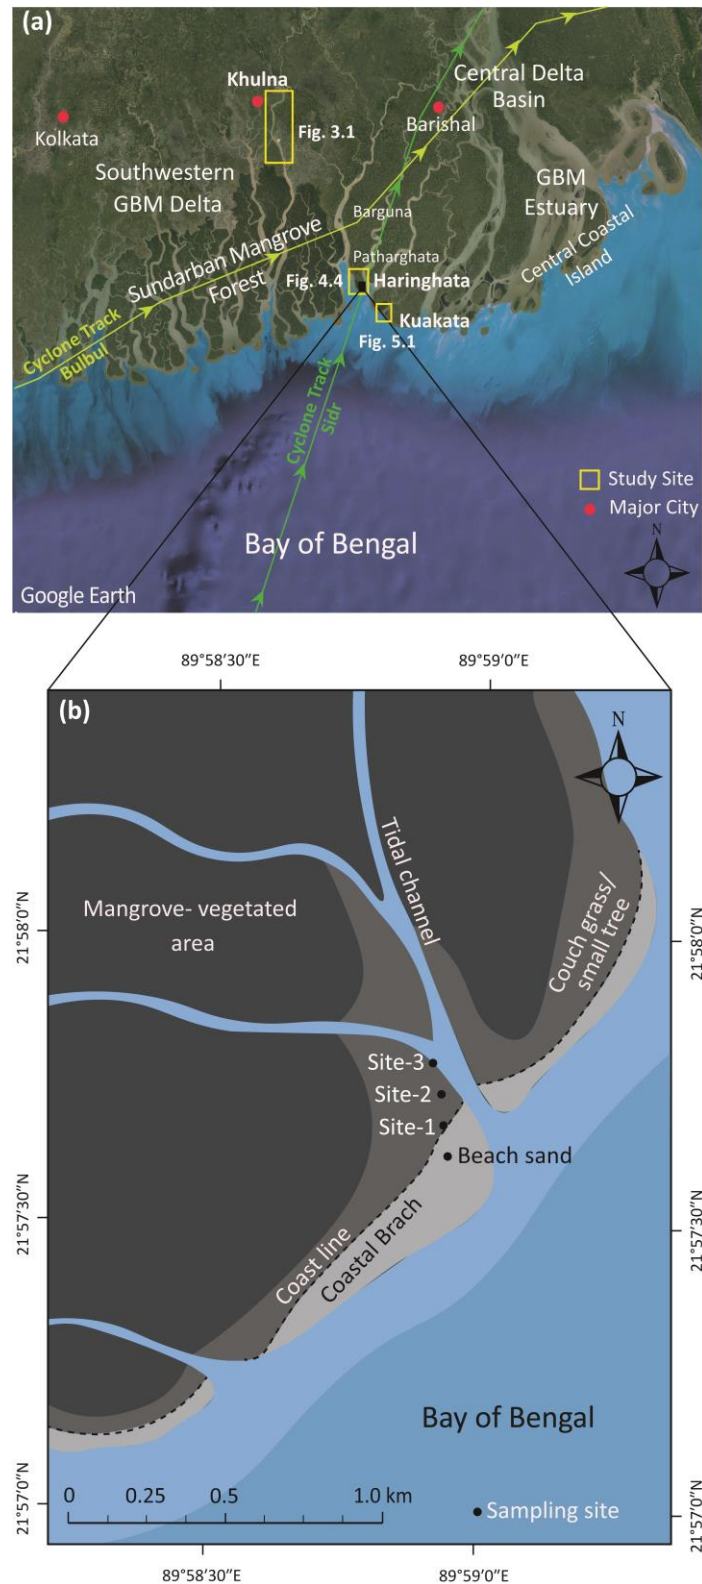 (a)
Khulna
Kolkata
Fig. 3.1
Central Delta
Basin
Barishal
Southwestern
GBM Delta
GBM
Estuary
Barguna
Central Coastal
Island
Sundarban Mangrove
Forest
Patharghata
Fig. 4.4
Haringhata
Kuakata
Fig. 5.1
Cyclone Track
Bulbul
Cyclone Track
Sidr
Study Site
Major City
Bay of Bengal
N
Google Earth
89°58'30"E
89°59'0"E
(b)
N
Tidal channel
Mangrove- vegetated
area
Couch grass/
small tree
21°58'0"N
21°58'0"N
Site-3
Site-2
Site-1
Beach sand
21°57'30"N
21°57'30"N
Coast line
Coastal Brach
Bay of Bengal
0
0.25
0.5
1.0 km
Sampling site
21°57'0"N
21°57'0"N
89°58'30"E
89°59'0"E